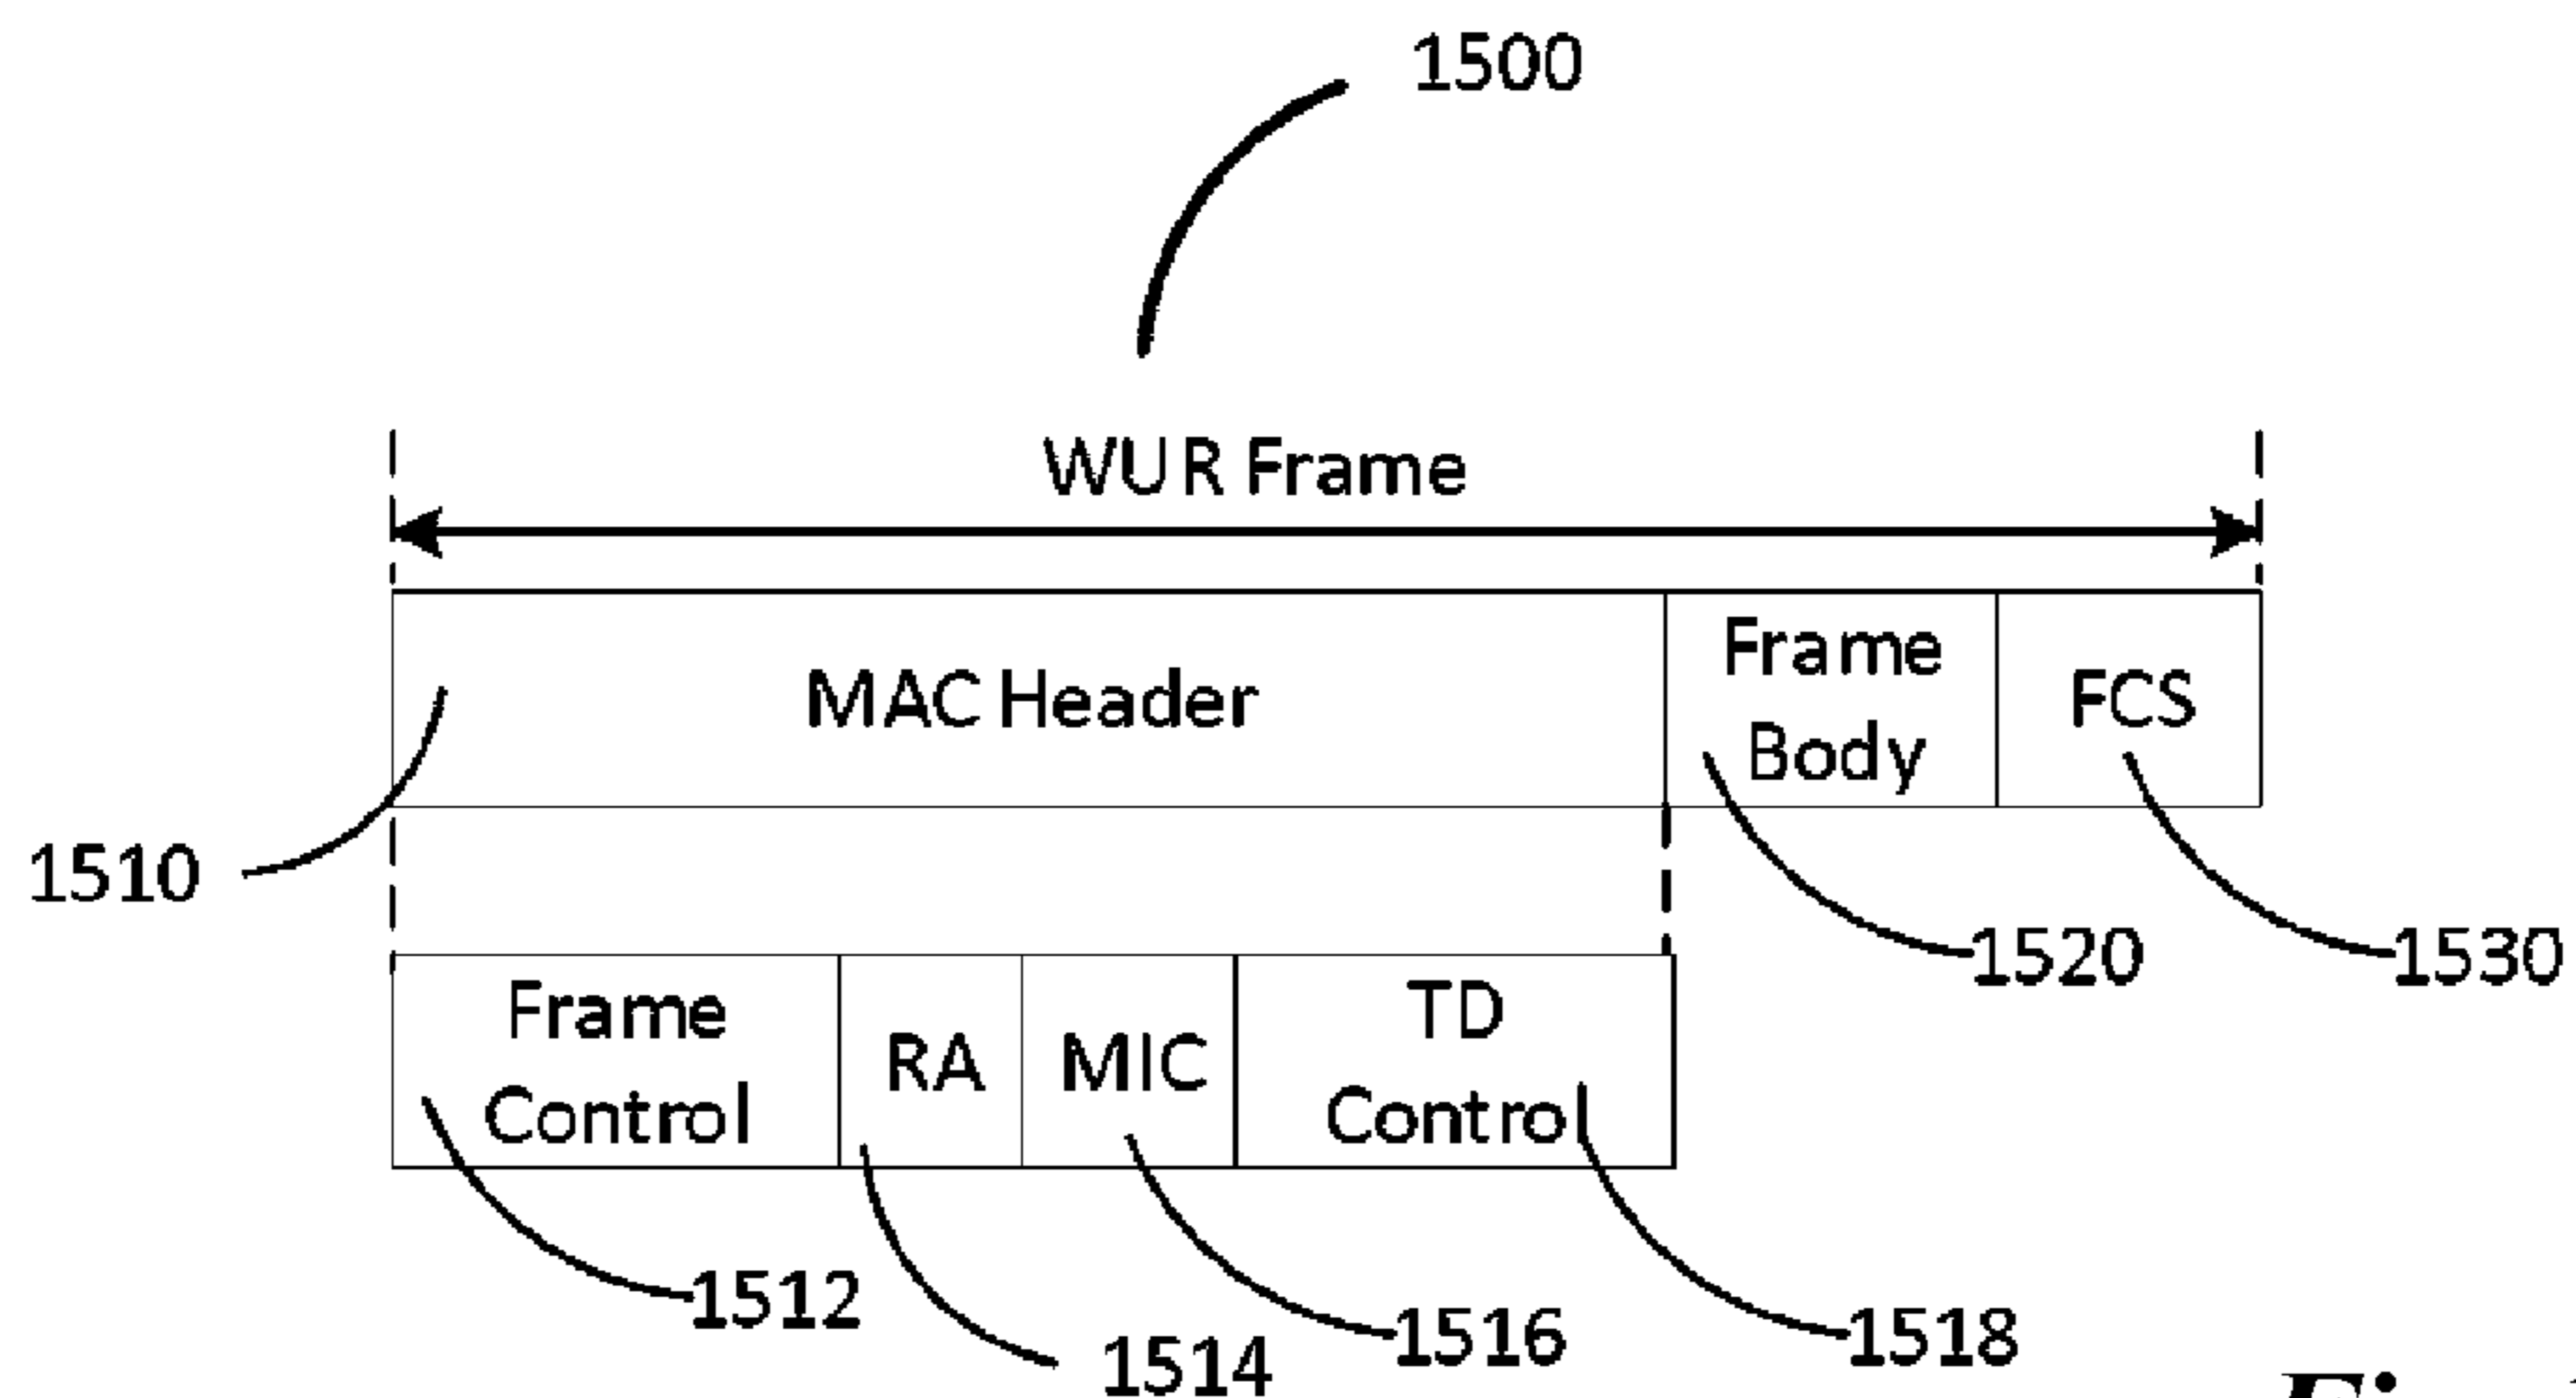 1500
WUR Frame
MAC Header
Frame
Body
FCS
1510
1520
1530
Frame
Control
RA
MIC
TD
Control
1512
1514
1516
1518